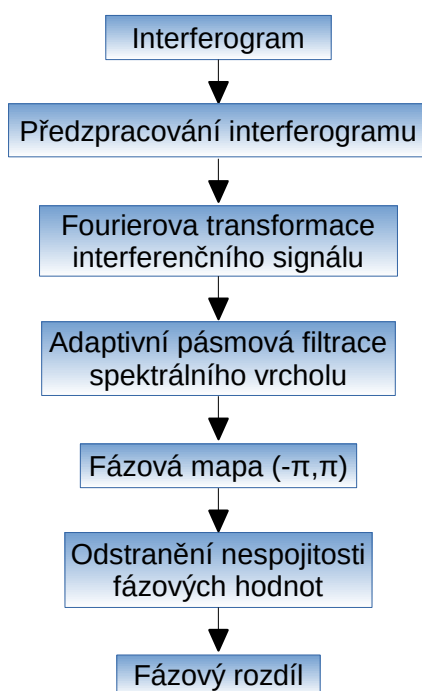 Interferogram
Předzpracování interferogramu
Fourierova transformace
interferenčního signálu
Adaptivní pásmová filtrace
spektrálního vrcholu
Fázová mapa (-π,π)
Odstranění nespojitosti
fázových hodnot
Fázový rozdíl